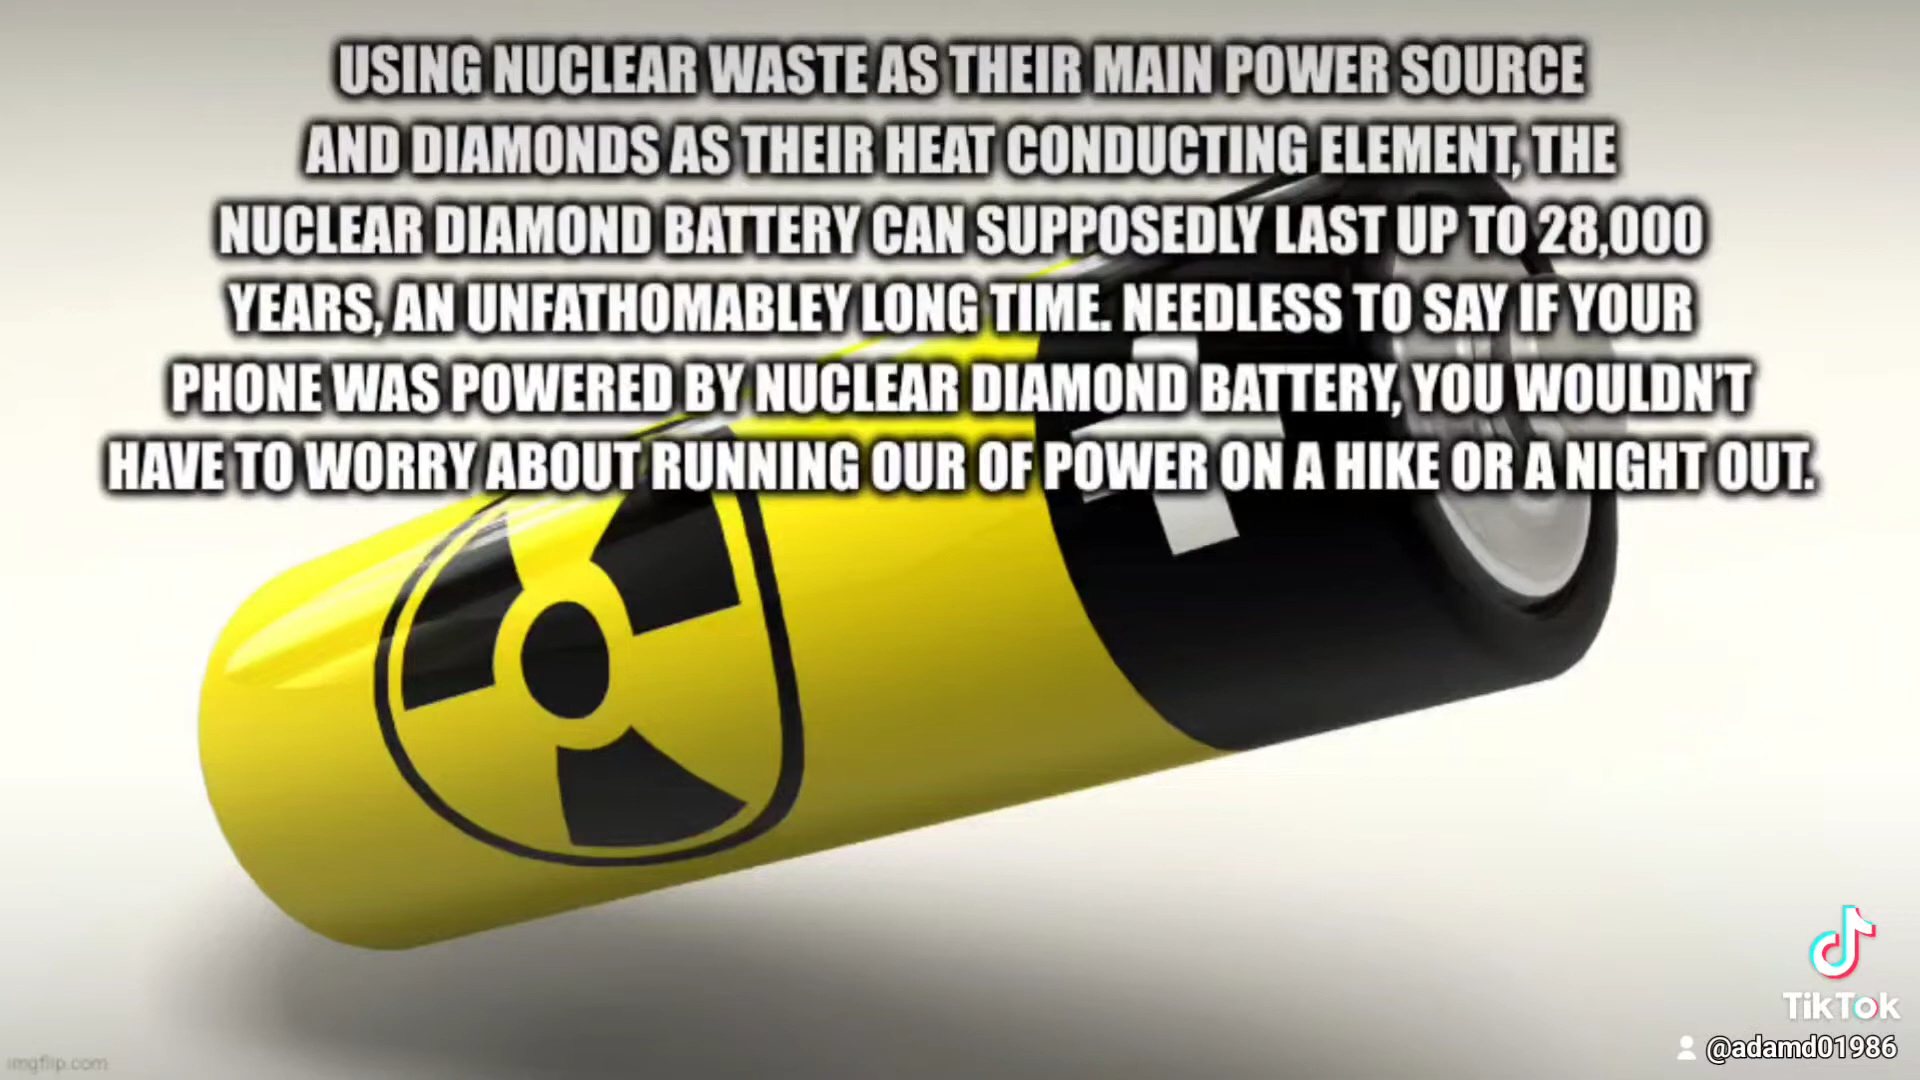 USING NUCLEAR WASTE AS THEIR MAIN POWER SOURCE
AND DIAMONDS AS THEIR HEAT CONDUCTING ELEMENT, THE
NUCLEAR DIAMOND BATTERY CAN SUPPOSEDLY LAST UP TO 28,000
YEARS, AN UNFATHOMABLEY LONG TIME. NEEDLESS TO SAY IF YOUR
PHONE WAS POWERED BY NUCLEAR DIAMOND BATTERY, YOU WOULDN'T
HAVE TO WORRY ABOUT RUNNING OUR OF POWER ON A HIKE OR A NIGHT OUT.
TikTok
@adamd01986
imgflip.com